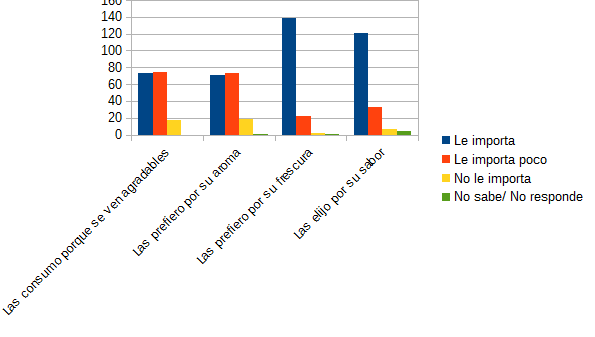 160
140
120
100
80
60
40
20
0
Las consumo porque se ven agradables
Las prefiero por su aroma
Las prefiero por su frescura
Las elijo por su sabor
Le importa
Le importa poco
No le importa
No sabe/ No responde